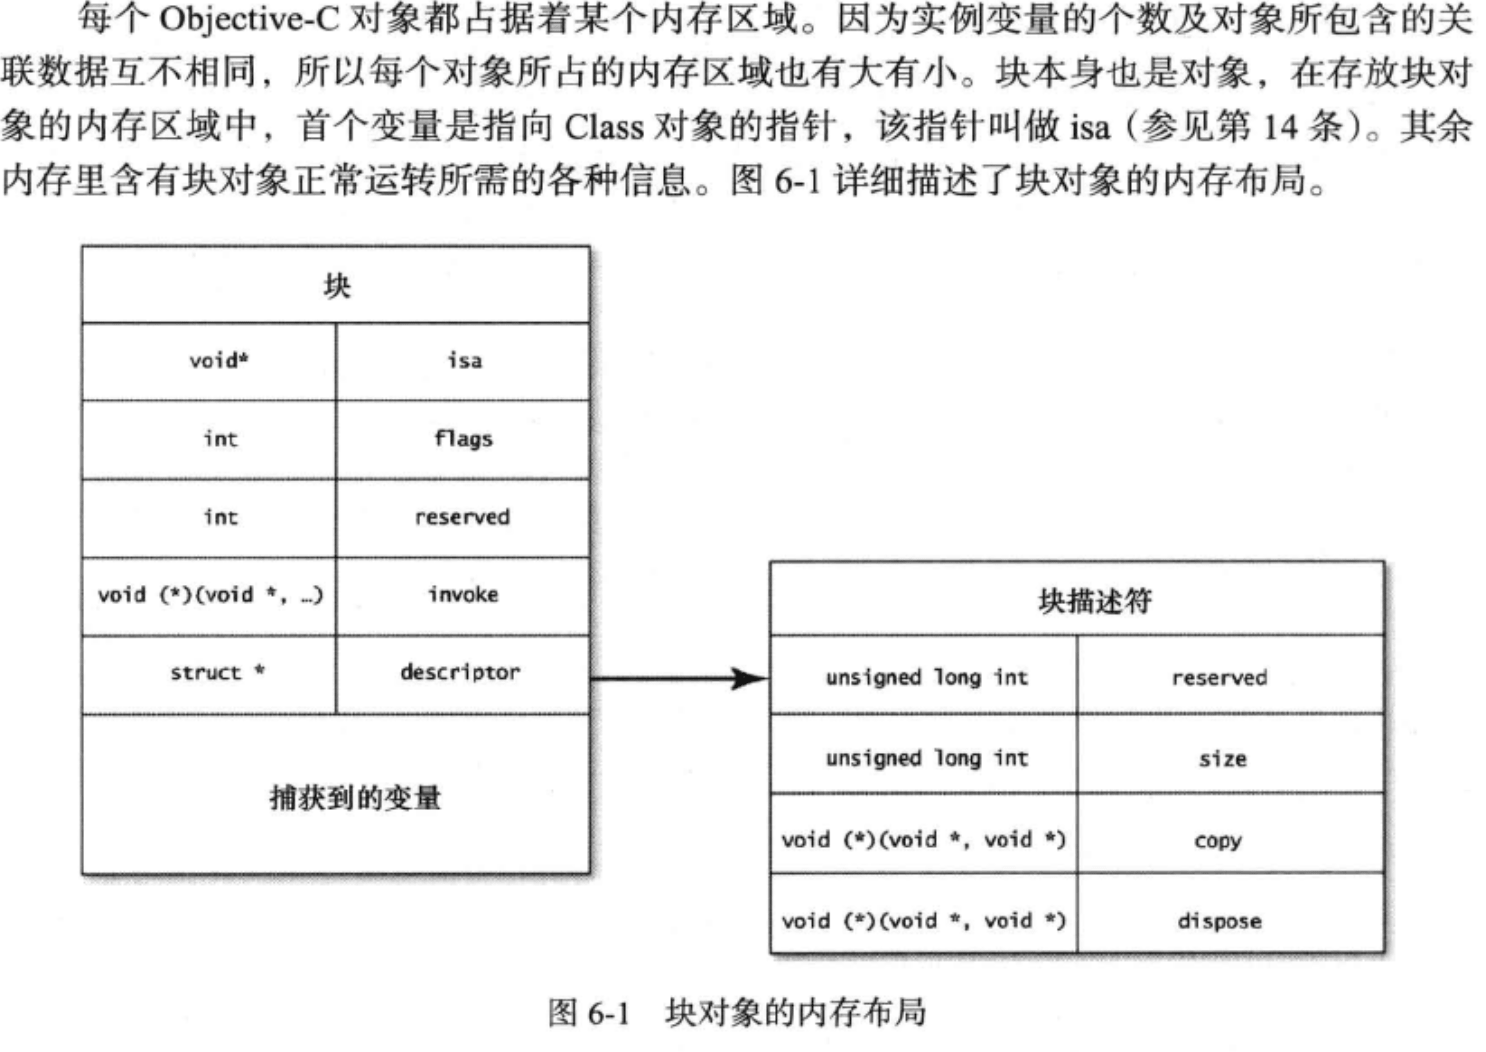 每个 Objective-C 对象都占据着某个内存区域。因为实例变量的个数及对象所包含的关
联数据互不相同，所以每个对象所占的内存区域也有大有小。块本身也是对象，在存放块对
象的内存区域中，首个变量是指向 Class 对象的指针，该指针叫做 isa（参见第 14 条）。其余
内存里含有块对象正常运转所需的各种信息。图 6-1 详细描述了块对象的内存布局。
块
void* isa
int flags
int reserved
void (*)(void *, …) invoke
struct * descriptor
捕获到的变量
块描述符
unsigned long int reserved
unsigned long int size
void (*)(void *, void *) copy
void (*)(void *, void *) dispose
图 6-1 块对象的内存布局